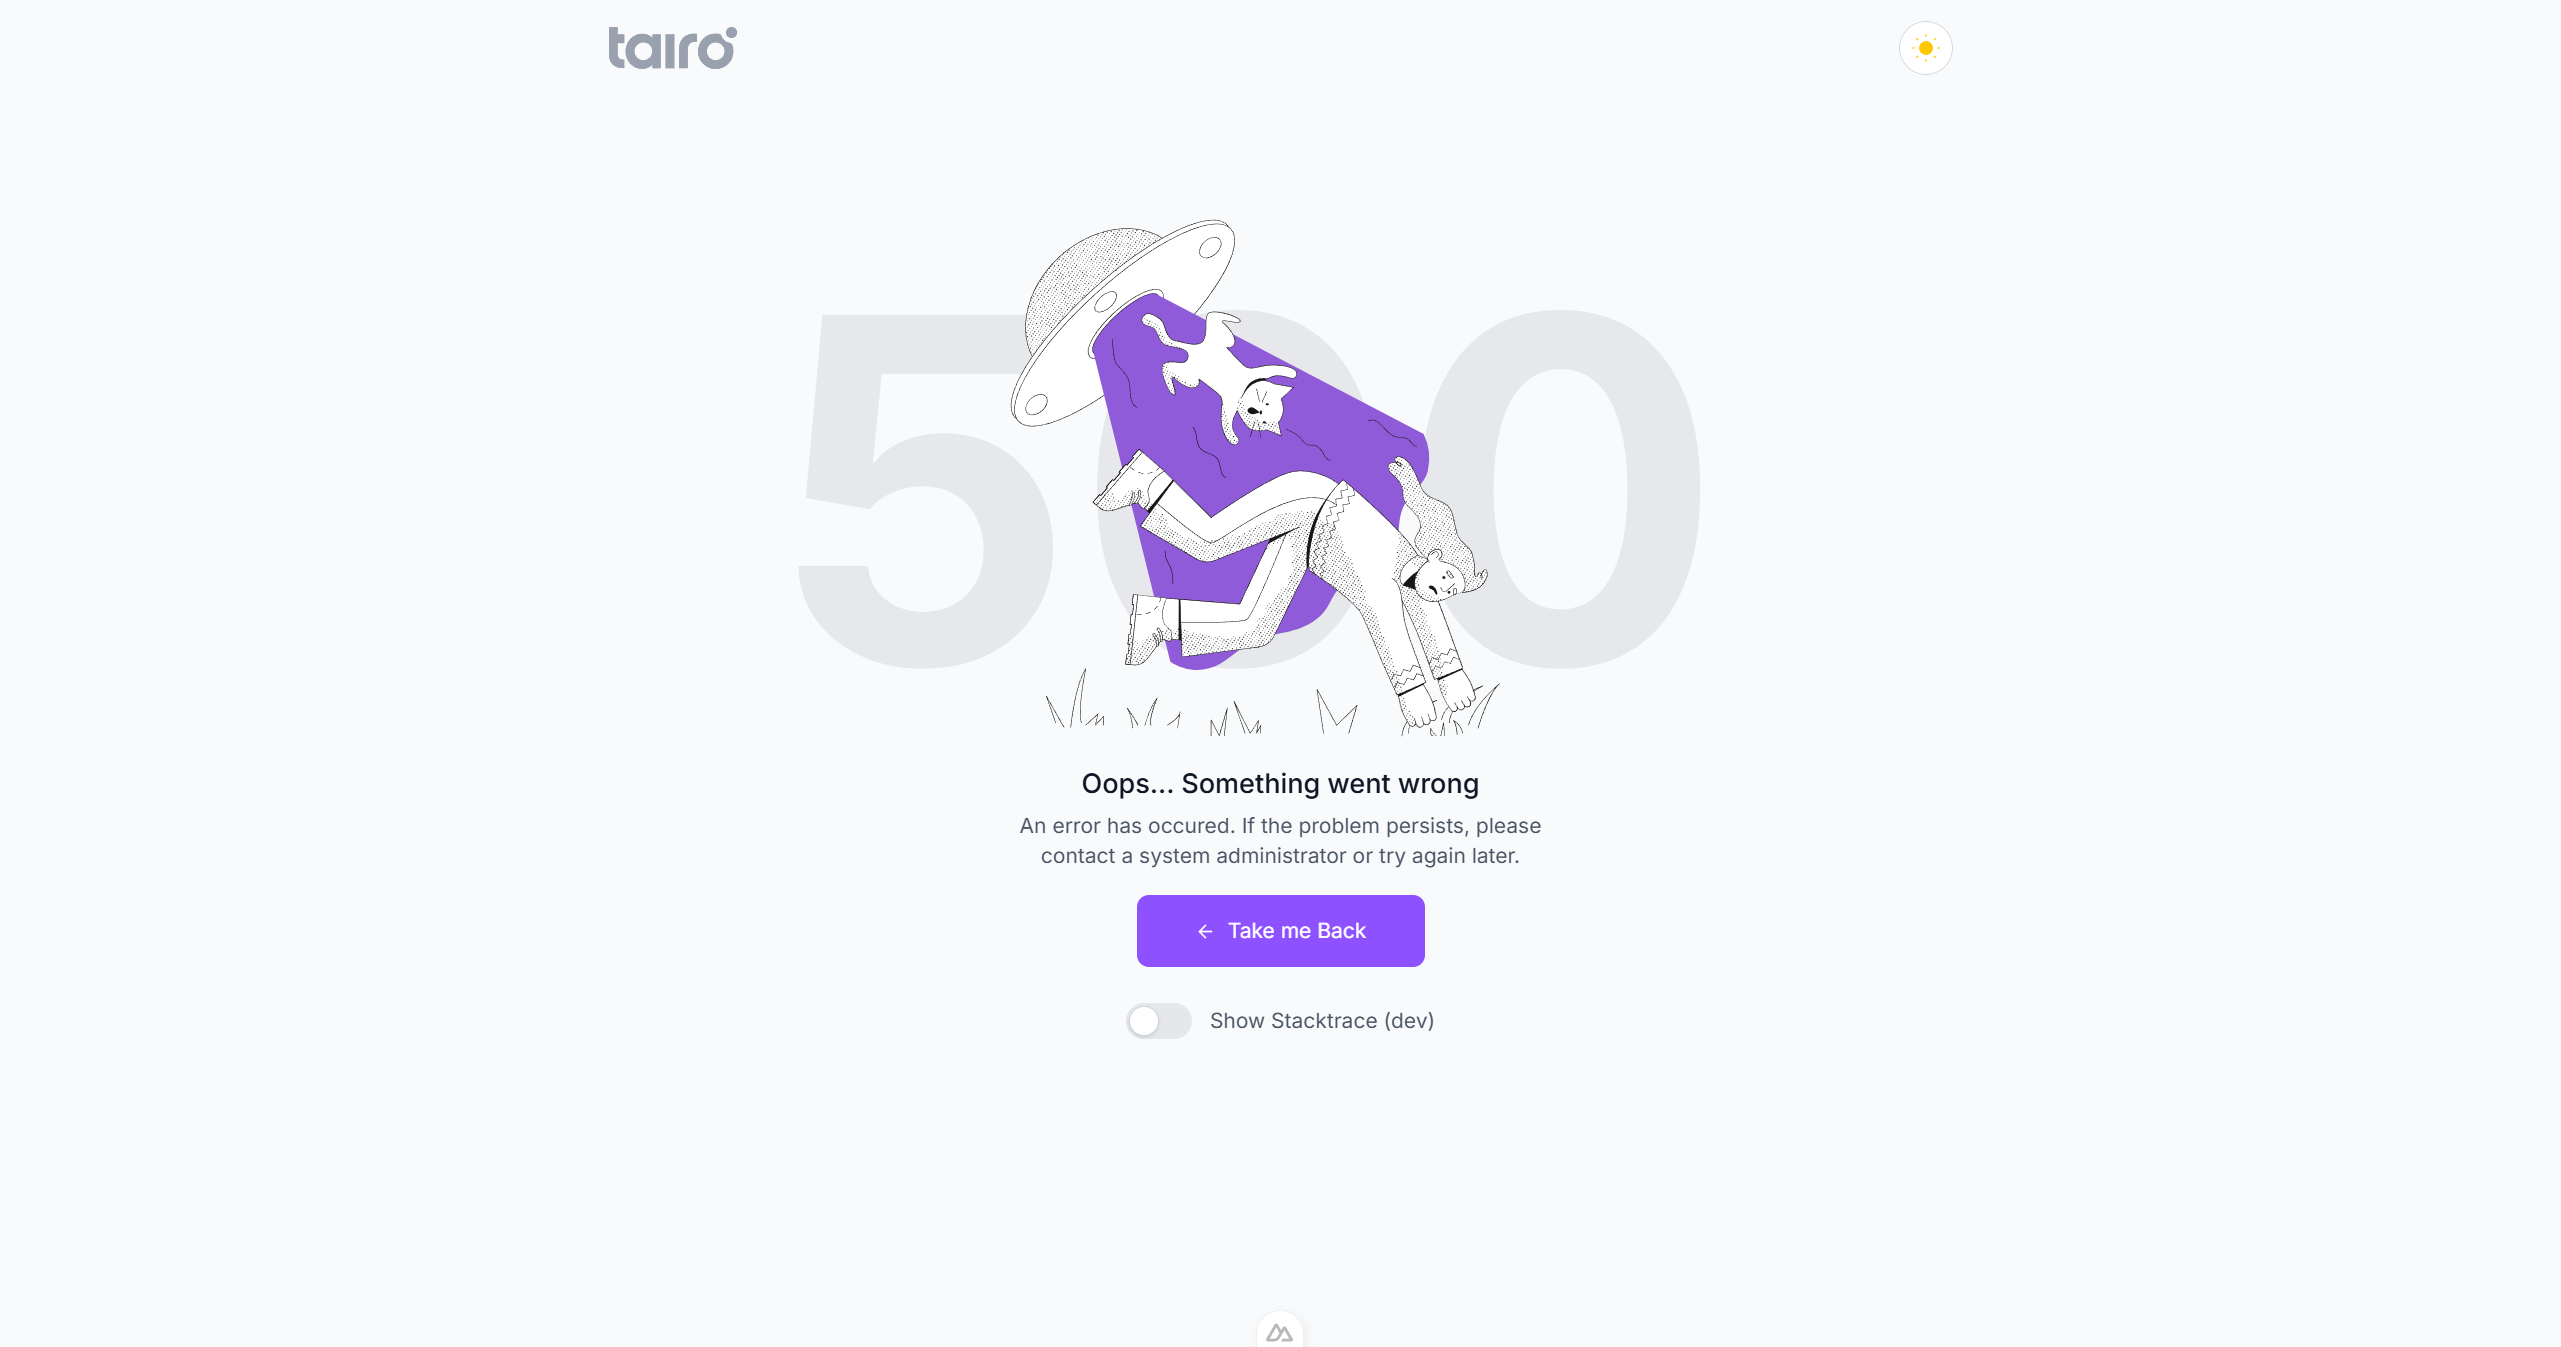 tairo
500
Oops... Something went wrong
An error has occured. If the problem persists, please
contact a system administrator or try again later.
Take me Back
Show Stacktrace (dev)